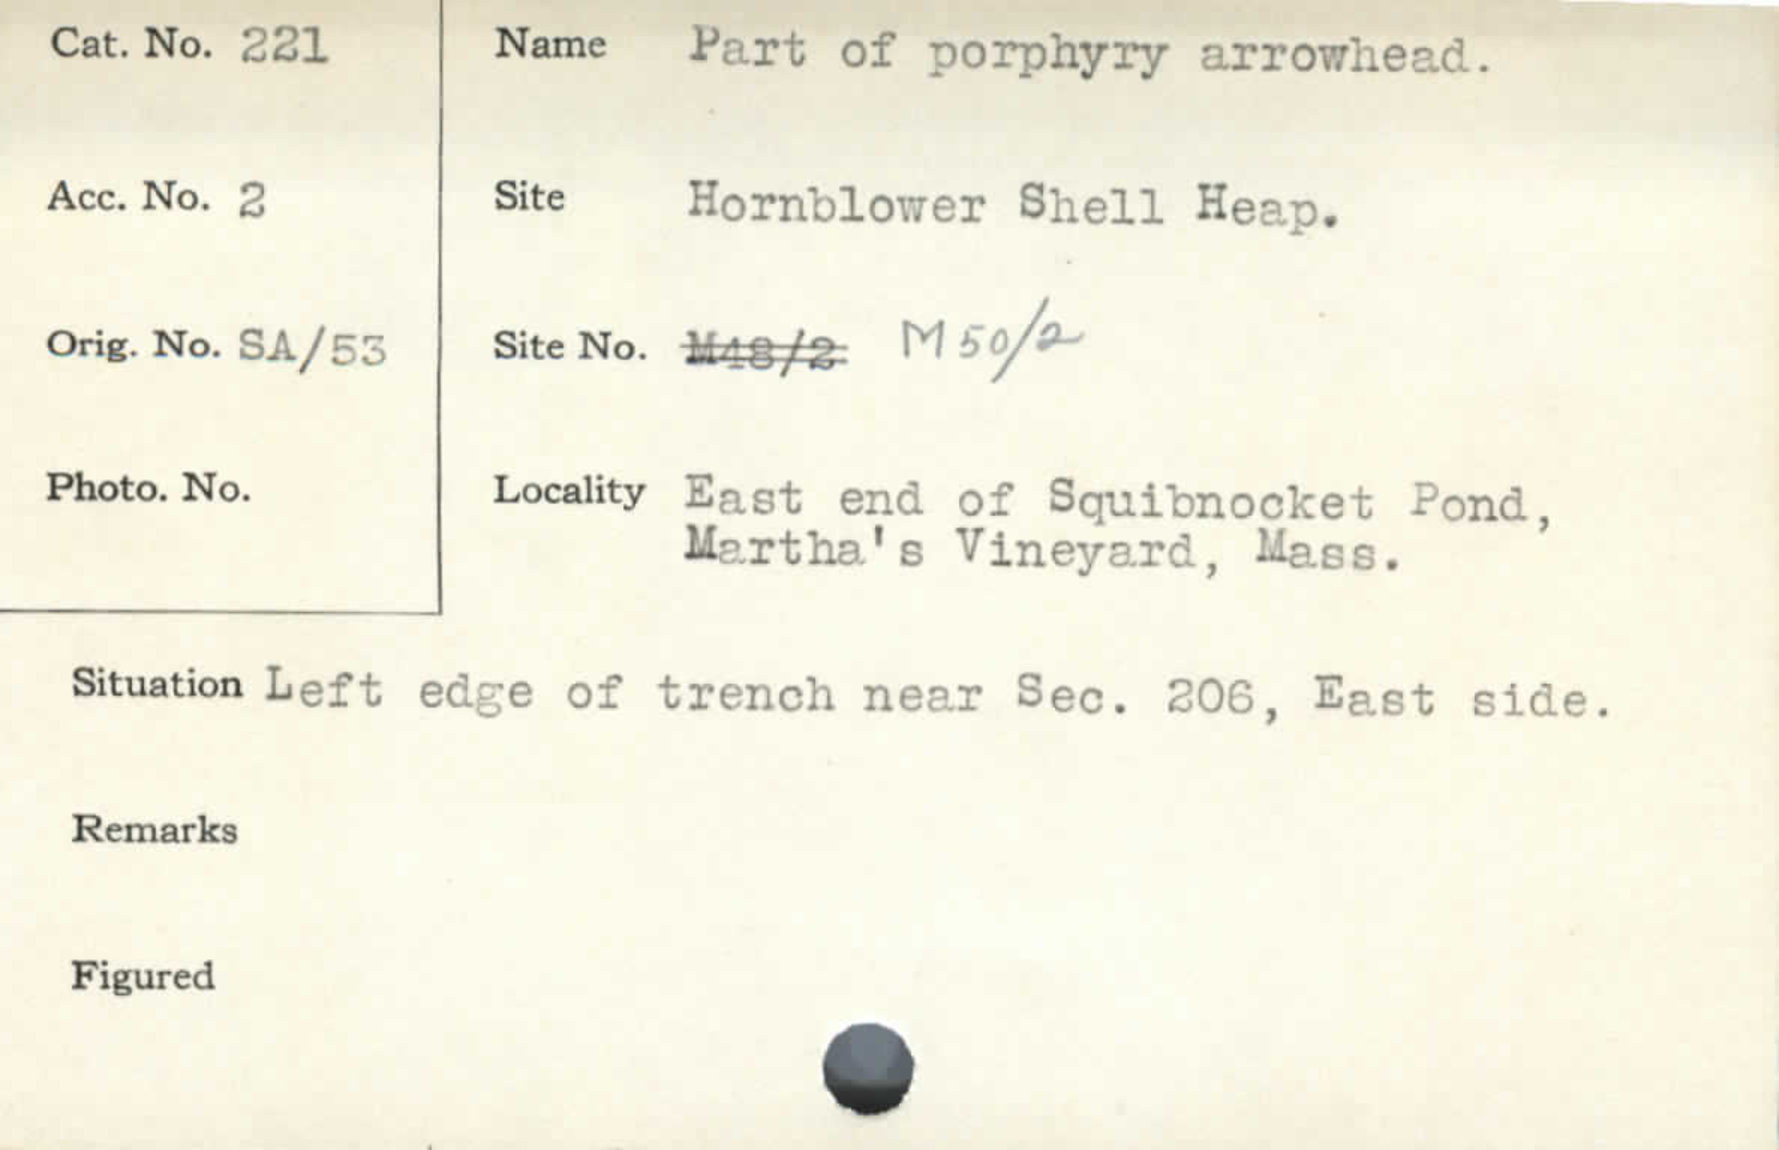 Cat. No. 221
Name Part of porphyry arrowhead.
Acc. No. 2
Site Hornblower Shell Heap.
Orig. No. SA/53
Site No. M48/2 M50/2
Photo. No.
Locality East end of Squibnocket Pond,
Martha's Vineyard, Mass.
Situation Left edge of trench near Sec. 206, East side.
Remarks
Figured